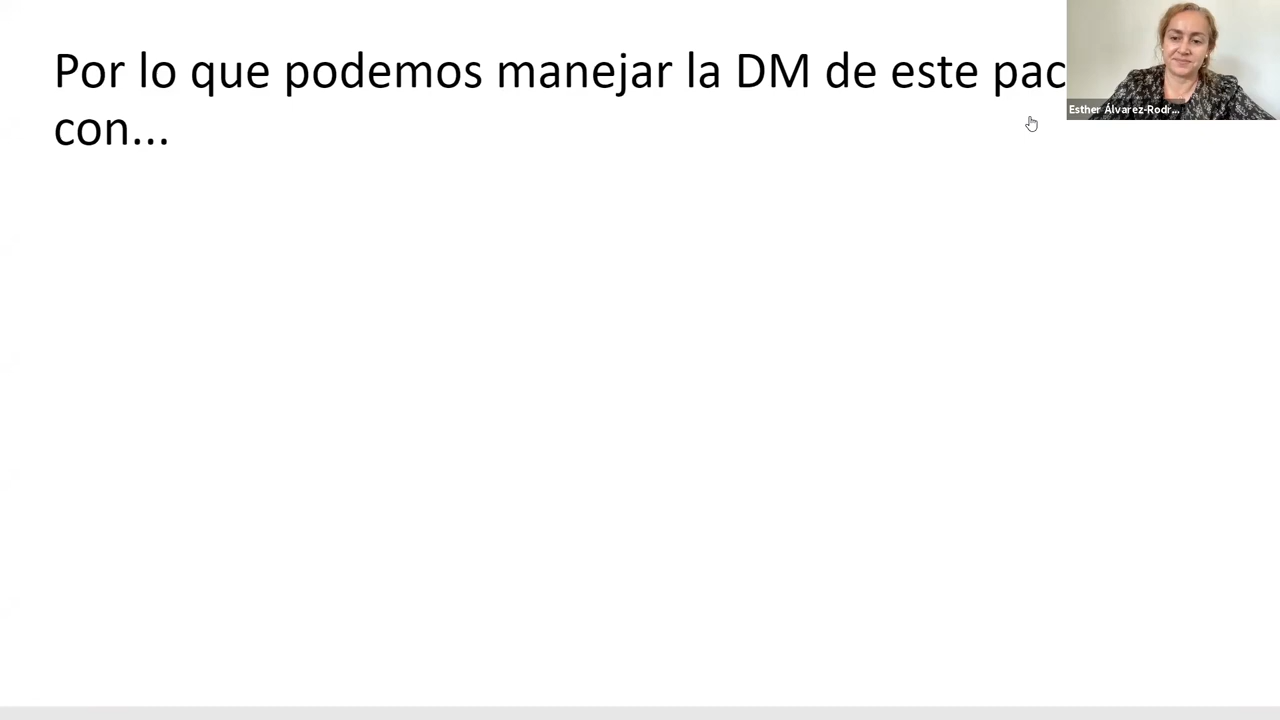 Por lo que podemos manejar la DM de este pac
con...
Esther Álvarez-Rodr...